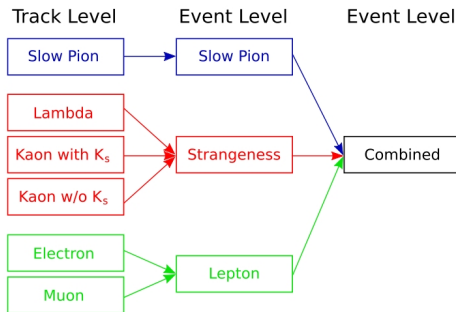 Track Level Event Level Event Level
Slow Pion Slow Pion
Lambda
Kaon with Ks Strangeness Combined
Kaon w/o Ks
Electron
Lepton
Muon